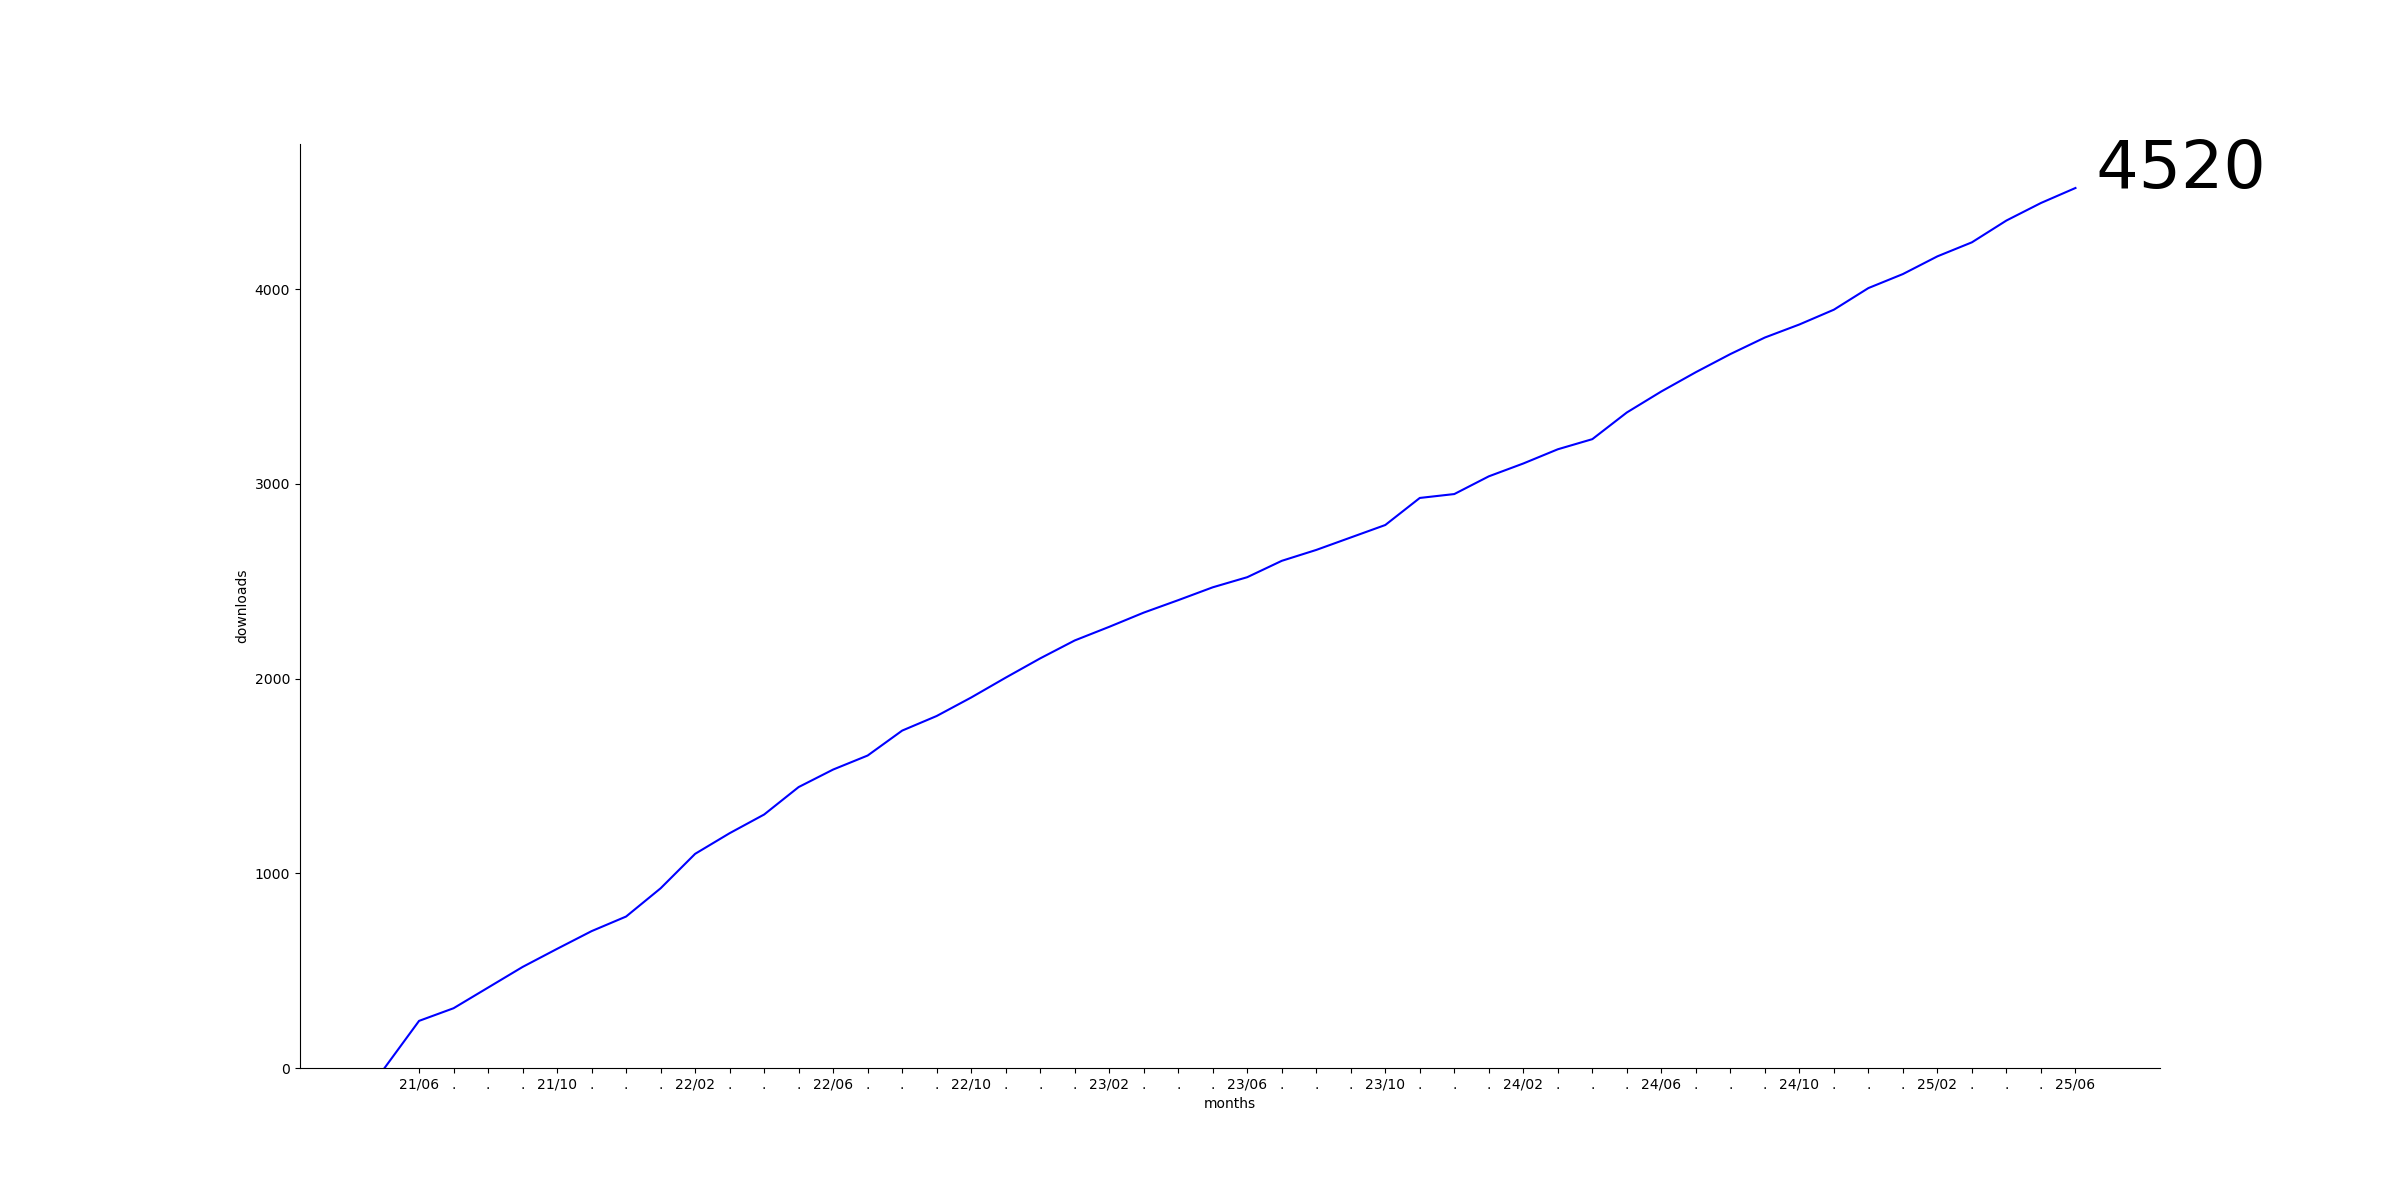 4520
4000
3000
2000
1000
0
downloads
21/06 . . . 21/10 . . . 22/02 . . . 22/06 . . . 22/10 . . . 23/02 . . . 23/06 . . . 23/10 . . . 24/02 . . . 24/06 . . . 24/10 . . . 25/02 . . . 25/06
months